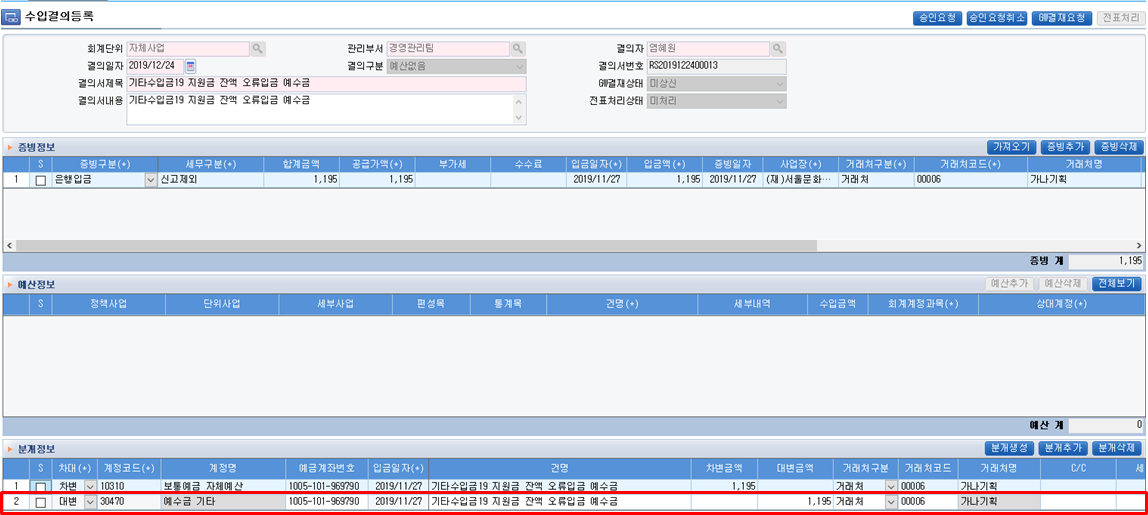 수입결의등록 승인요청 승인요청취소 GW결재요청 전표처리
회계단위 자체사업 관리부서 경영관리팀 결의자 염혜원
결의일자 2019/12/24 결의구분 예산없음 결의서번호 RS2019122400013
결의서제목 기타수입금19 지원금 잔액 오류입금 예수금 GW결재상태 미상신
결의서내용 기타수입금19 지원금 잔액 오류입금 예수금 전표처리상태 미처리
증빙정보 가져오기 증빙추가 증빙삭제
S 증빙구분(*) 세무구분(*) 합계금액 공급가액(*) 부가세 수수료 입금일자(*) 입금액(*) 증빙일자 사업장(*) 거래처구분(*) 거래처코드(*) 거래처명
1 은행입금 신고제외 1,195 1,195 2019/11/27 1,195 2019/11/27 (재)서울문화… 거래처 00006 가나기획
증빙 계 1,195
예산정보 예산추가 예산삭제 전체보기
S 정책사업 단위사업 세부사업 편성목 통계목 건명(*) 세부내역 수입금액 회계계정과목(*) 상대계정(*)
예산 계 0
분개정보 분개생성 분개추가 분개삭제
S 차대(*) 계정코드(*) 계정명 예금계좌번호 입금일자(*) 건명 차변금액 대변금액 거래처구분 거래처코드 거래처명 C/C 세
1 차변 10310 보통예금 자체예산 1005-101-969790 2019/11/27 기타수입금19 지원금 잔액 오류입금 예수금 1,195 거래처 00006 가나기획
2 대변 30470 예수금 기타 1005-101-969790 2019/11/27 기타수입금19 지원금 잔액 오류입금 예수금 1,195 거래처 00006 가나기획